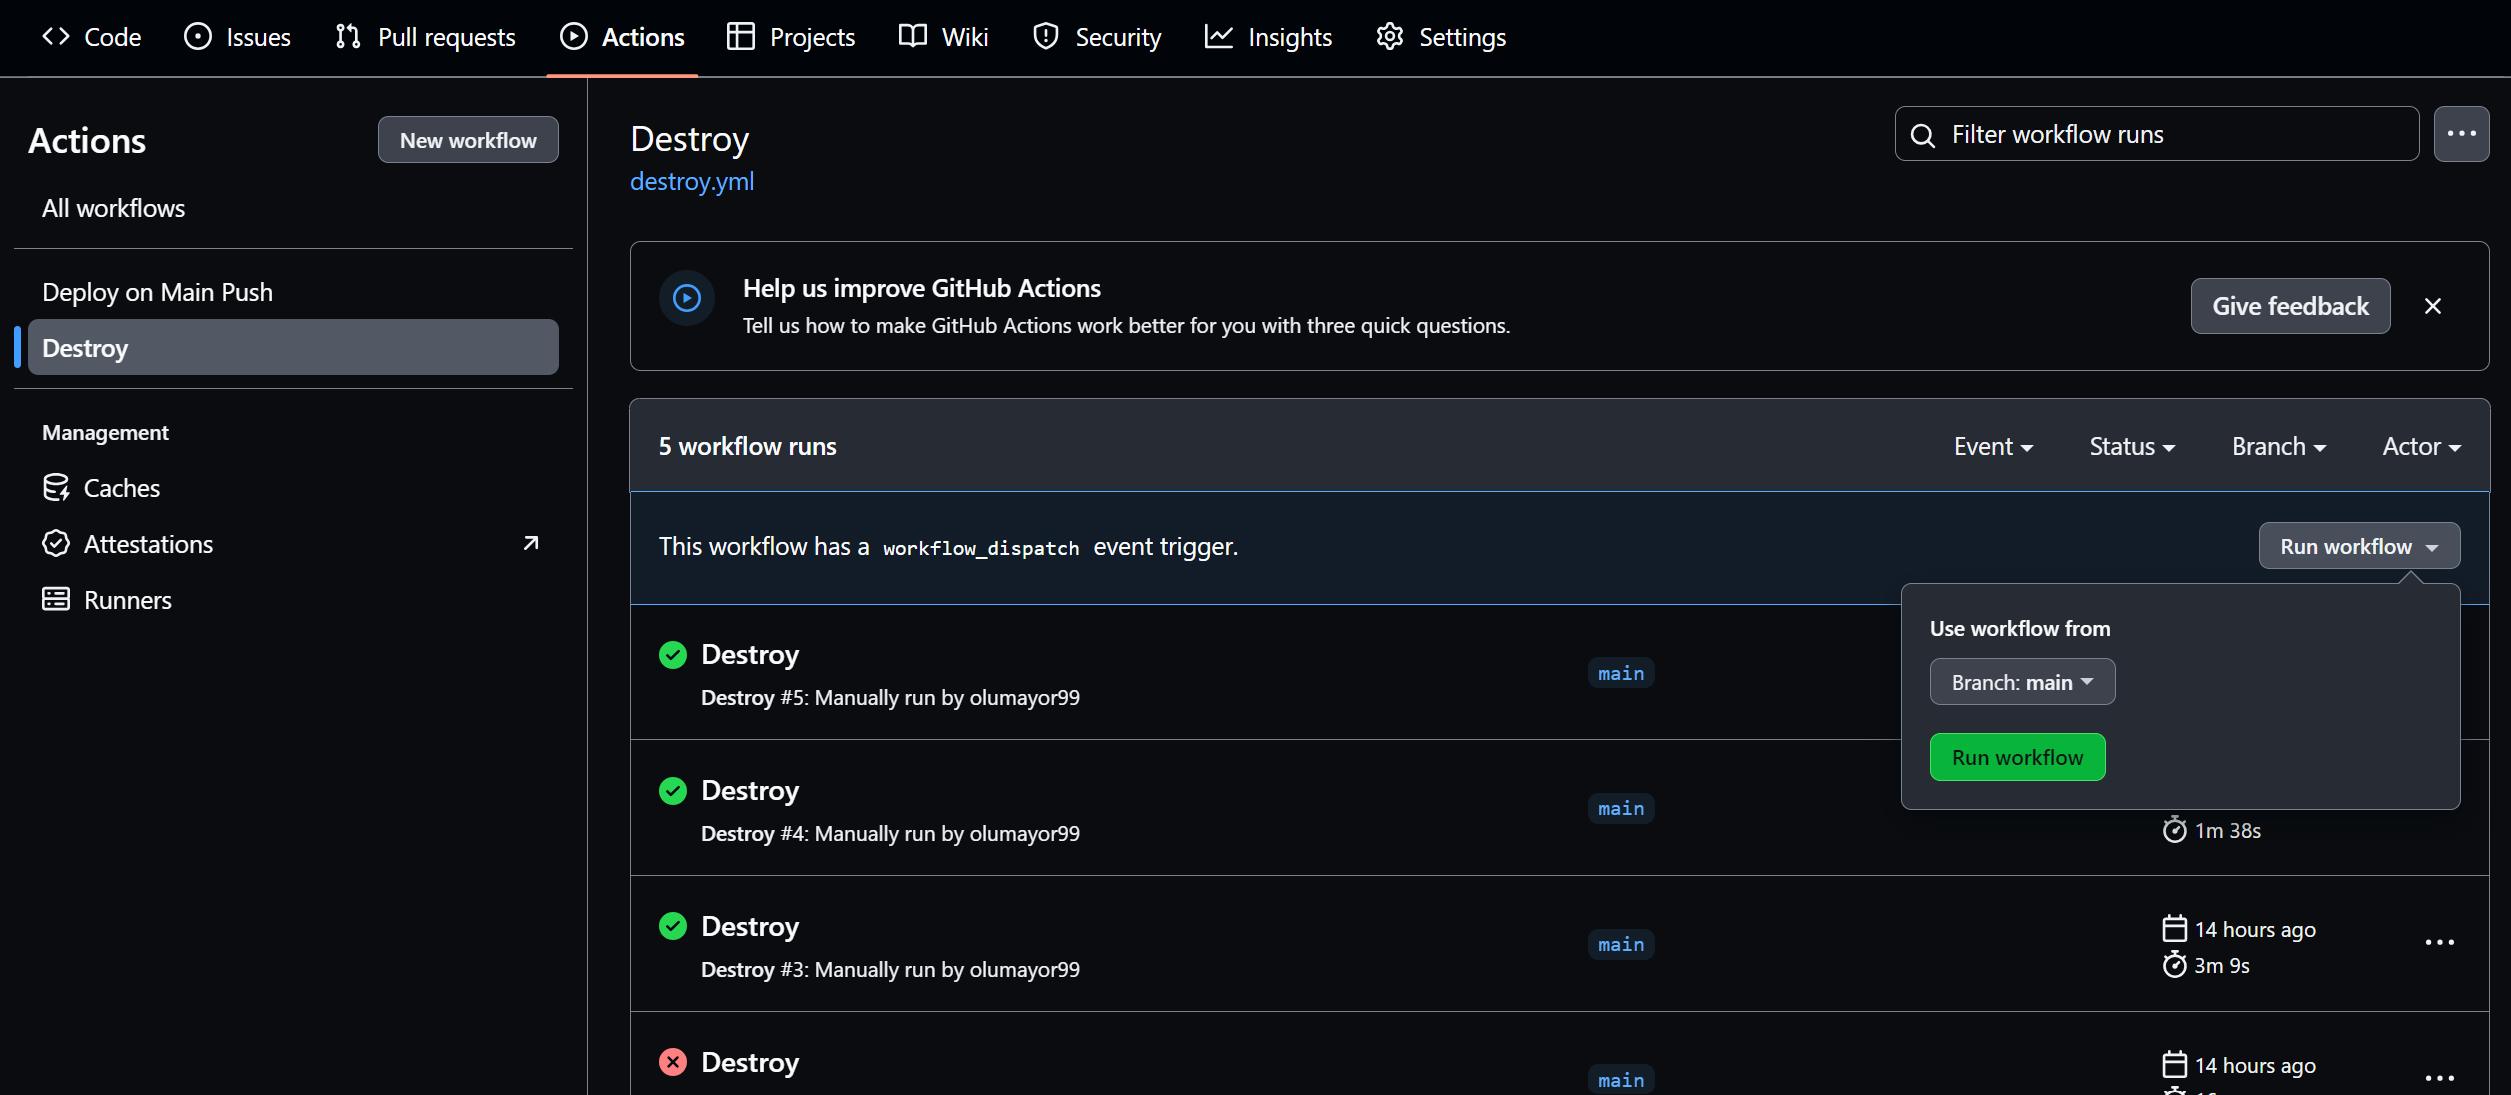 Code Issues Pull requests Actions Projects Wiki Security Insights Settings
Actions
New workflow
All workflows
Deploy on Main Push
Destroy
Management
Caches
Attestations
Runners
Destroy
destroy.yml
Filter workflow runs
Help us improve GitHub Actions
Tell us how to make GitHub Actions work better for you with three quick questions.
Give feedback
5 workflow runs
Event Status Branch Actor
This workflow has a workflow_dispatch event trigger.
Run workflow
Use workflow from
Branch: main
Run workflow
Destroy
Destroy #5: Manually run by olumayor99
main
Destroy
Destroy #4: Manually run by olumayor99
main
1m 38s
Destroy
Destroy #3: Manually run by olumayor99
main
14 hours ago
3m 9s
Destroy
main
14 hours ago